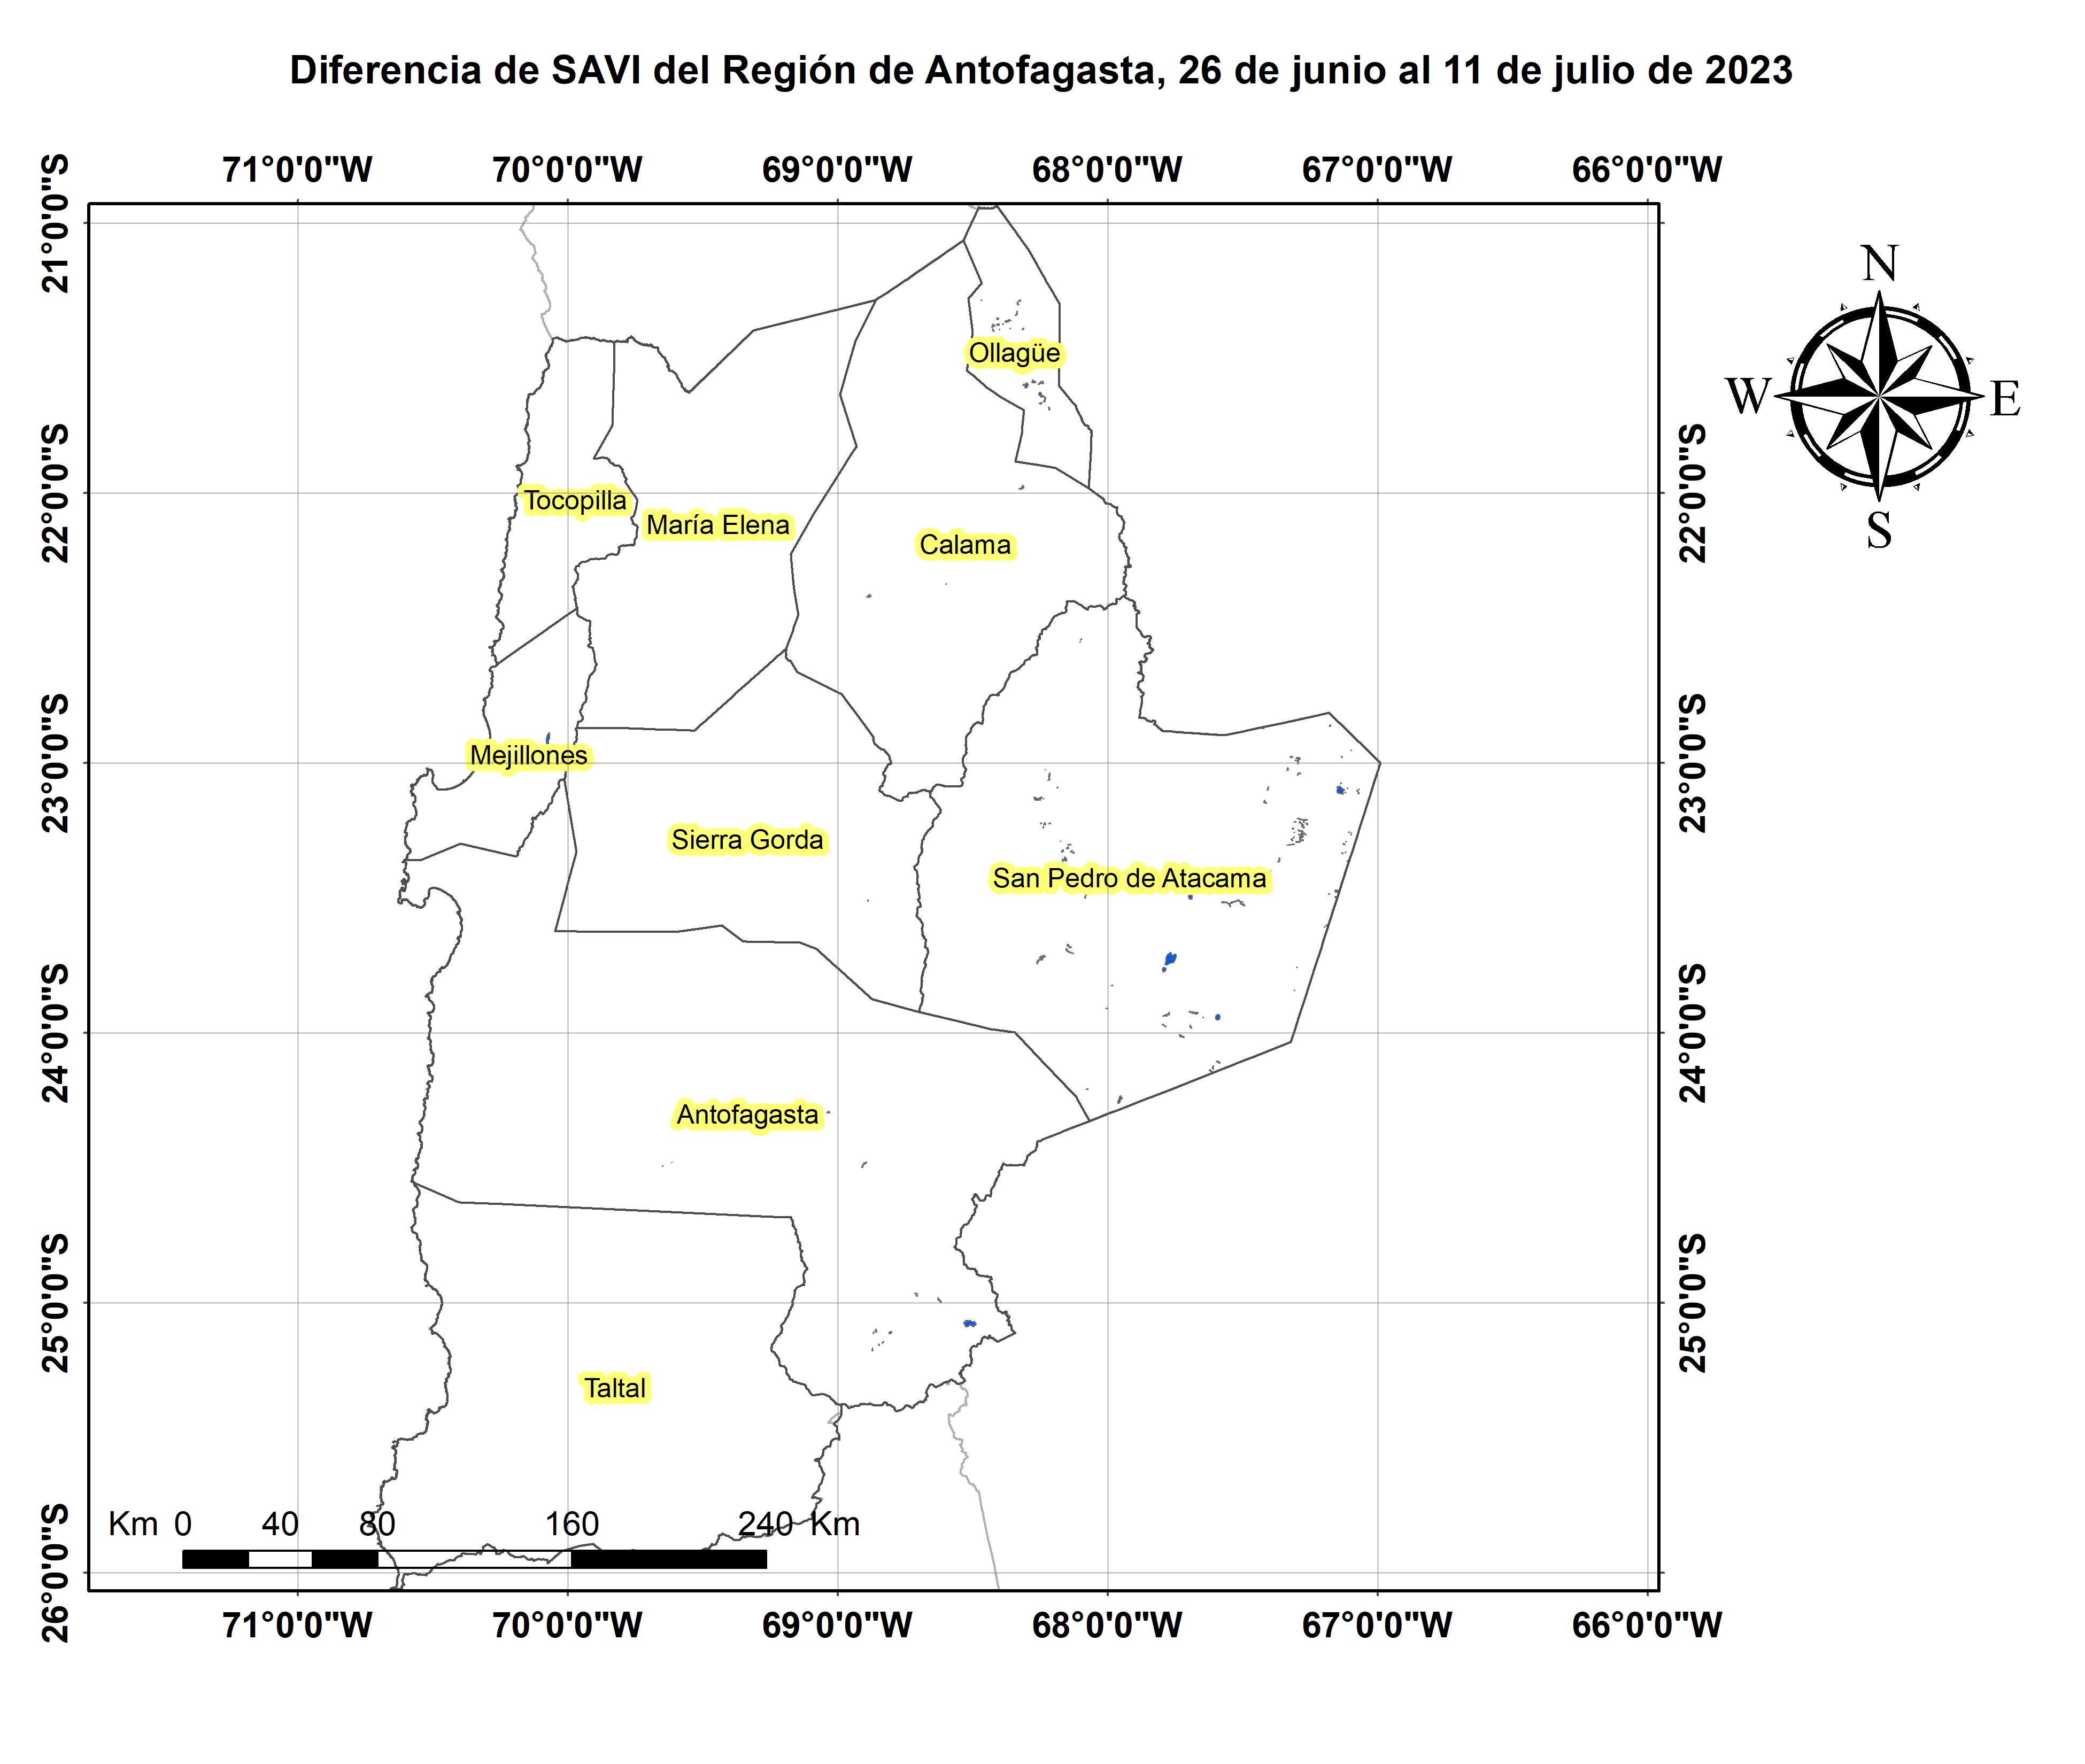 Diferencia de SAVI del Región de Antofagasta, 26 de junio al 11 de julio de 2023
71°0'0"W 70°0'0"W 69°0'0"W 68°0'0"W 67°0'0"W 66°0'0"W
21°0'0"S
N
Ollagüe
W
E
22°0'0"S
22°0'0"S
Tocopilla
María Elena
Calama
S
23°0'0"S
23°0'0"S
Mejillones
Sierra Gorda
San Pedro de Atacama
24°0'0"S
24°0'0"S
Antofagasta
25°0'0"S
25°0'0"S
Taltal
Km 0 40 80 160 240 Km
26°0'0"S
71°0'0"W 70°0'0"W 69°0'0"W 68°0'0"W 67°0'0"W 66°0'0"W